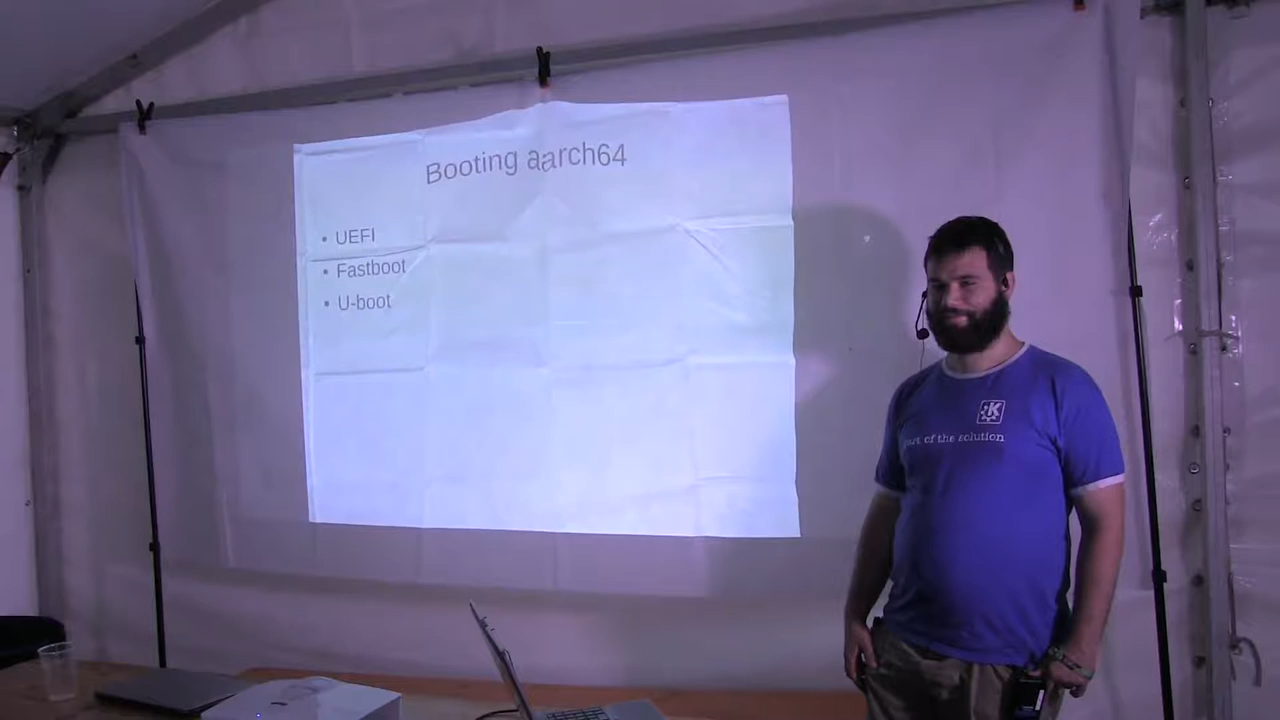 Booting aarch64
• UEFI
• Fastboot
• U-boot
K
part of the solution